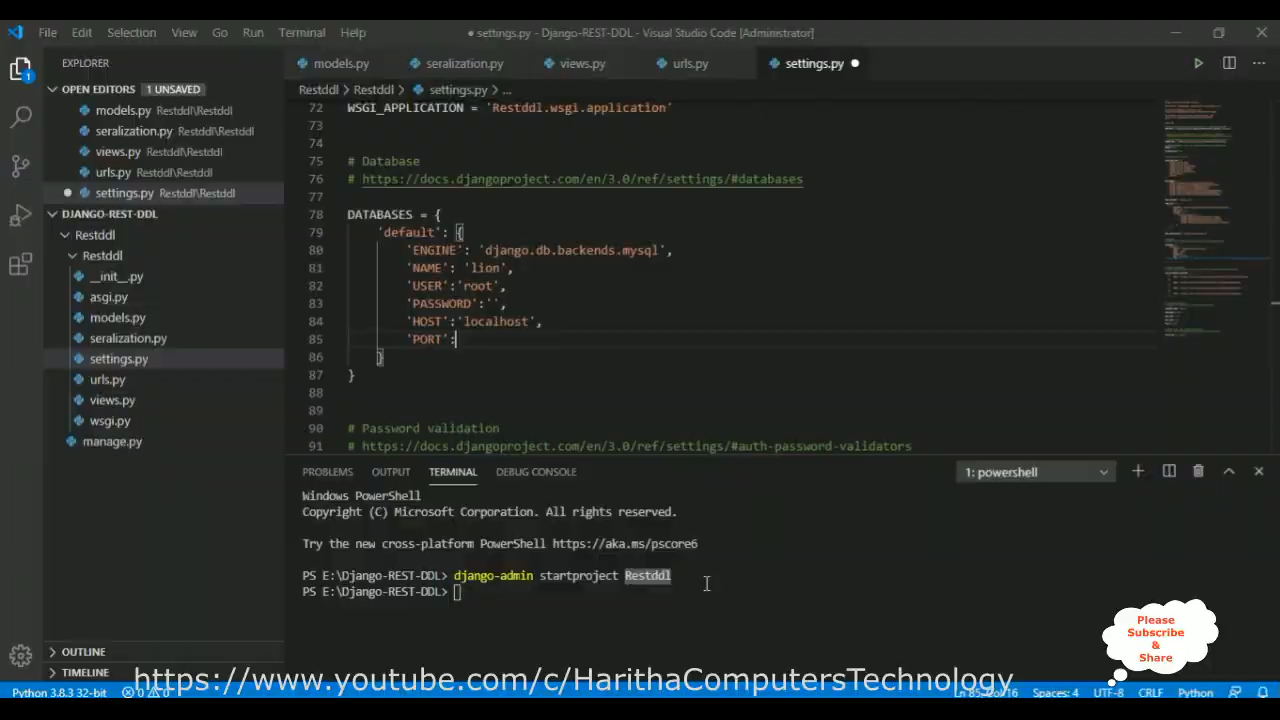 File Edit Selection View Go Run Terminal Help
● settings.py - Django-REST-DDL - Visual Studio Code [Administrator]
EXPLORER
models.py seralization.py views.py urls.py settings.py ●
OPEN EDITORS 1 UNSAVED
models.py Restddl\Restddl
seralization.py Restddl\Restddl
views.py Restddl\Restddl
urls.py Restddl\Restddl
● settings.py Restddl\Restddl
DJANGO-REST-DDL
Restddl
Restddl
__init__.py
asgi.py
models.py
seralization.py
settings.py
urls.py
views.py
wsgi.py
manage.py
OUTLINE
TIMELINE
Restddl > Restddl > settings.py > ...
72 WSGI_APPLICATION = 'Restddl.wsgi.application'
73
74
75 # Database
76 # https://docs.djangoproject.com/en/3.0/ref/settings/#databases
77
78 DATABASES = {
79 'default': {
80 'ENGINE': 'django.db.backends.mysql',
81 'NAME': 'lion',
82 'USER':'root',
83 'PASSWORD':'',
84 'HOST':'localhost',
85 'PORT':
86 }
87 }
88
89
90 # Password validation
91 # https://docs.djangoproject.com/en/3.0/ref/settings/#auth-password-validators
PROBLEMS OUTPUT TERMINAL DEBUG CONSOLE 1: powershell
Windows PowerShell
Copyright (C) Microsoft Corporation. All rights reserved.
Try the new cross-platform PowerShell https://aka.ms/pscore6
PS E:\Django-REST-DDL> django-admin startproject Restddl
PS E:\Django-REST-DDL>
Please
Subscribe
&
Share
https://www.youtube.com/c/HarithaComputersTechnology
Python 3.8.3 32-bit 0 0 Ln 85, Col 16 Spaces: 4 UTF-8 CRLF Python
1